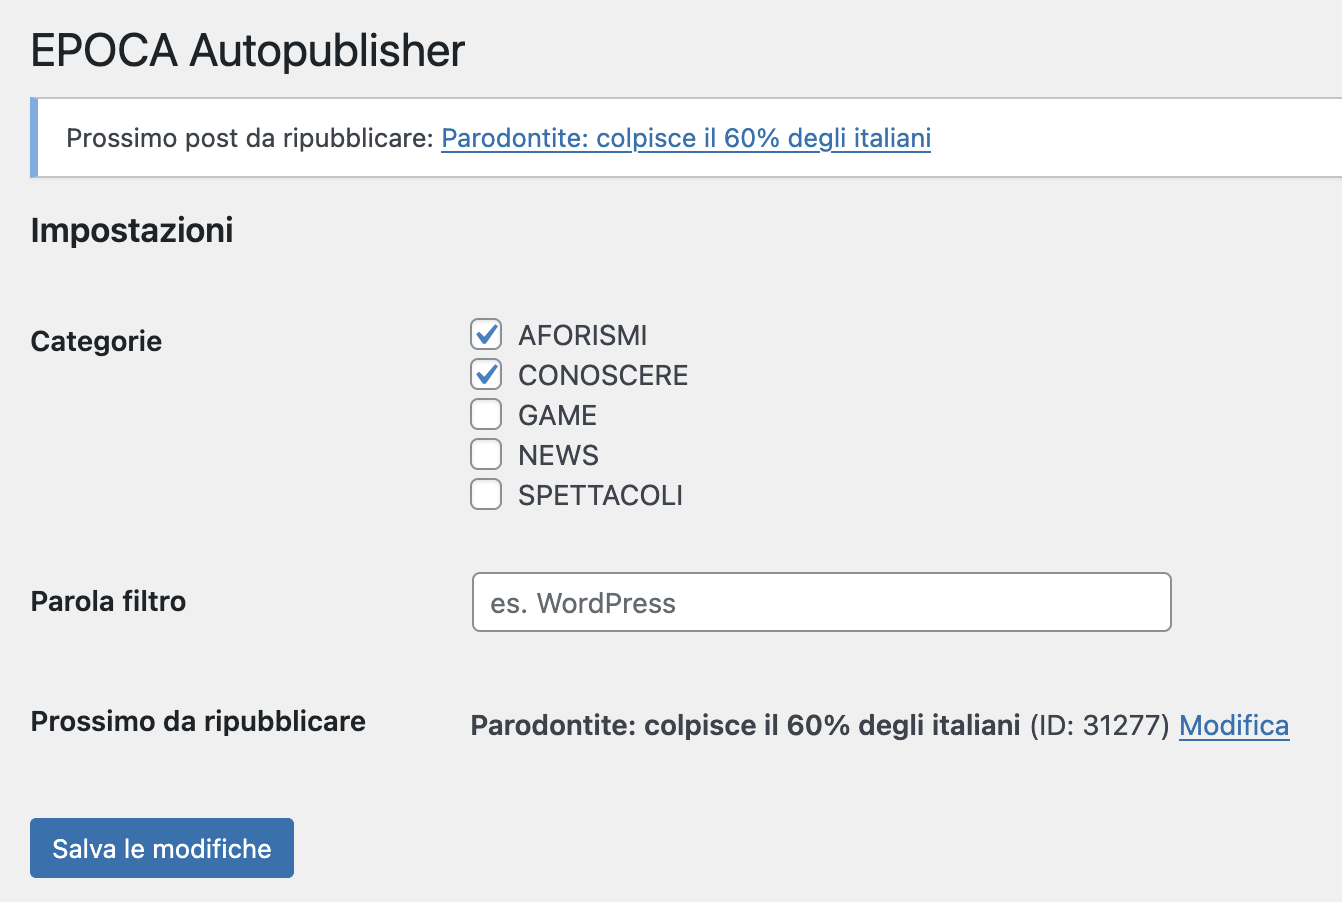 EPOCA Autopublisher
Prossimo post da ripubblicare: Parodontite: colpisce il 60% degli italiani
Impostazioni
Categorie
AFORISMI
CONOSCERE
GAME
NEWS
SPETTACOLI
Parola filtro
es. WordPress
Prossimo da ripubblicare
Parodontite: colpisce il 60% degli italiani (ID: 31277) Modifica
Salva le modifiche